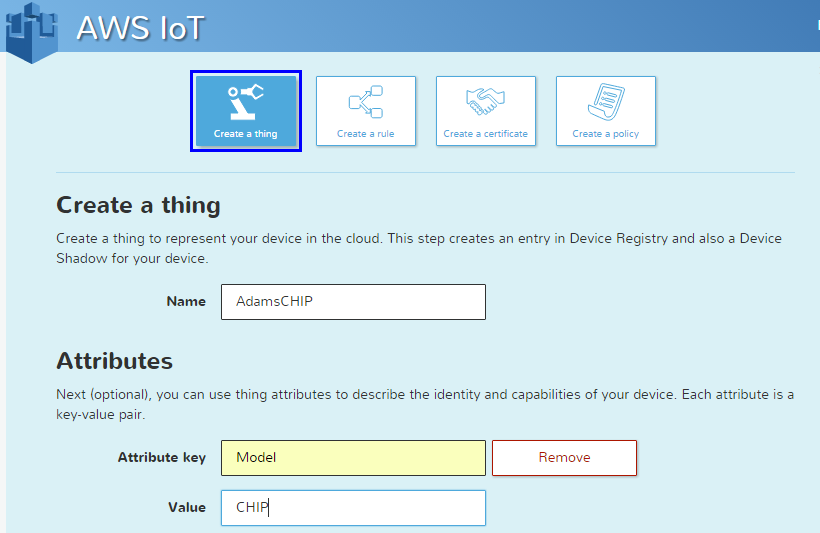 AWS IoT
Create a thing
Create a rule
Create a certificate
Create a policy
Create a thing
Create a thing to represent your device in the cloud. This step creates an entry in Device Registry and also a Device
Shadow for your device.
Name AdamsCHIP
Attributes
Next (optional), you can use thing attributes to describe the identity and capabilities of your device. Each attribute is a
key-value pair.
Attribute key Model Remove
Value CHIP